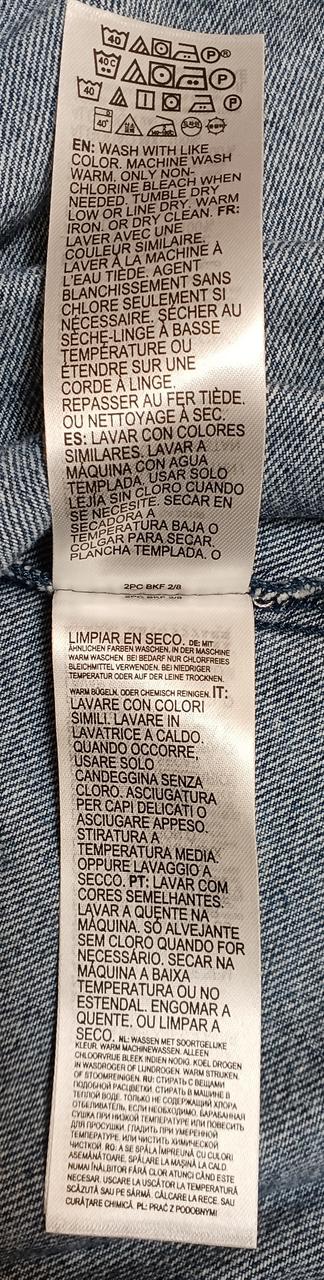 40 P®
40 C P
40 P
40°
EN: WASH WITH LIKE
COLOR. MACHINE WASH
WARM. ONLY NON-
CHLORINE BLEACH WHEN
NEEDED. TUMBLE DRY
LOW OR LINE DRY. WARM
IRON. OR DRY CLEAN. FR:
LAVER AVEC UNE
COULEUR SIMILAIRE.
LAVER À LA MACHINE À
L'EAU TIÈDE. AGENT
BLANCHISSEMENT SANS
CHLORE SEULEMENT SI
NÉCESSAIRE. SÉCHER AU
SÈCHE-LINGE À BASSE
TEMPÉRATURE OU
ÉTENDRE SUR UNE
CORDE À LINGE.
REPASSER AU FER TIÈDE.
OU NETTOYAGE À SEC.
ES: LAVAR CON COLORES
SIMILARES. LAVAR A
MÁQUINA CON AGUA
TEMPLADA. USAR SOLO
LEJÍA SIN CLORO CUANDO
SE NECESITE. SECAR EN
SECADORA A
TEMPERATURA BAJA O
COLGAR PARA SECAR.
PLANCHA TEMPLADA. O
2PC BKF 2/8
2PC BKF 2/8
LIMPIAR EN SECO. DE: MIT
ÄHNLICHEN FARBEN WASCHEN. IN DER MASCHINE
WARM WASCHEN. BEI BEDARF NUR CHLORFREIES
BLEICHMITTEL VERWENDEN. BEI NIEDRIGER
TEMPERATUR ODER AUF DER LEINE TROCKNEN.
WARM BÜGELN. ODER CHEMISCH REINIGEN. IT:
LAVARE CON COLORI
SIMILI. LAVARE IN
LAVATRICE A CALDO.
QUANDO OCCORRE,
USARE SOLO
CANDEGGINA SENZA
CLORO. ASCIUGATURA
PER CAPI DELICATI O
ASCIUGARE APPESO.
STIRATURA A
TEMPERATURA MEDIA.
OPPURE LAVAGGIO A
SECCO. PT: LAVAR COM
CORES SEMELHANTES.
LAVAR A QUENTE NA
MÁQUINA. SÓ ALVEJANTE
SEM CLORO QUANDO FOR
NECESSÁRIO. SECAR NA
MÁQUINA A BAIXA
TEMPERATURA OU NO
ESTENDAL. ENGOMAR A
QUENTE. OU LIMPAR A
SECO. NL: WASSEN MET SOORTGELIJKE
KLEUR. WARM MACHINEWASSEN. ALLEEN
CHLOORVRIJE BLEEK INDIEN NODIG. KOEL DROGEN
IN WASDROGER OF LIJNDROGEN. WARM STRIJKEN.
OF STOOMREINIGEN. RU: СТИРАТЬ С ВЕЩАМИ
ПОДОБНОЙ РАСЦВЕТКИ. СТИРАТЬ В МАШИНЕ В
ТЕПЛОЙ ВОДЕ. ТОЛЬКО НЕ СОДЕРЖАЩИЙ ХЛОРА
ОТБЕЛИВАТЕЛЬ, ЕСЛИ НЕОБХОДИМО. БАРАБАННАЯ
СУШКА ПРИ НИЗКОЙ ТЕМПЕРАТУРЕ ИЛИ ПОВЕСИТЬ
ДЛЯ ПРОСУШКИ. ГЛАДИТЬ ПРИ УМЕРЕННОЙ
ТЕМПЕРАТУРЕ. ИЛИ ЧИСТИТЬ ХИМИЧЕСКОЙ
ЧИСТКОЙ. RO: A SE SPĂLA ÎMPREUNĂ CU CULORI
ASEMĂNĂTOARE. SPĂLARE LA MAȘINĂ LA CALD.
NUMAI ÎNĂLBITOR FĂRĂ CLOR ATUNCI CÂND ESTE
NECESAR. USCARE LA USCĂTOR LA TEMPERATURĂ
SCĂZUTĂ SAU PE SÂRMĂ. CĂLCARE LA RECE. SAU
CURĂȚARE CHIMICĂ. PL: PRAĆ Z PODOBNYMI